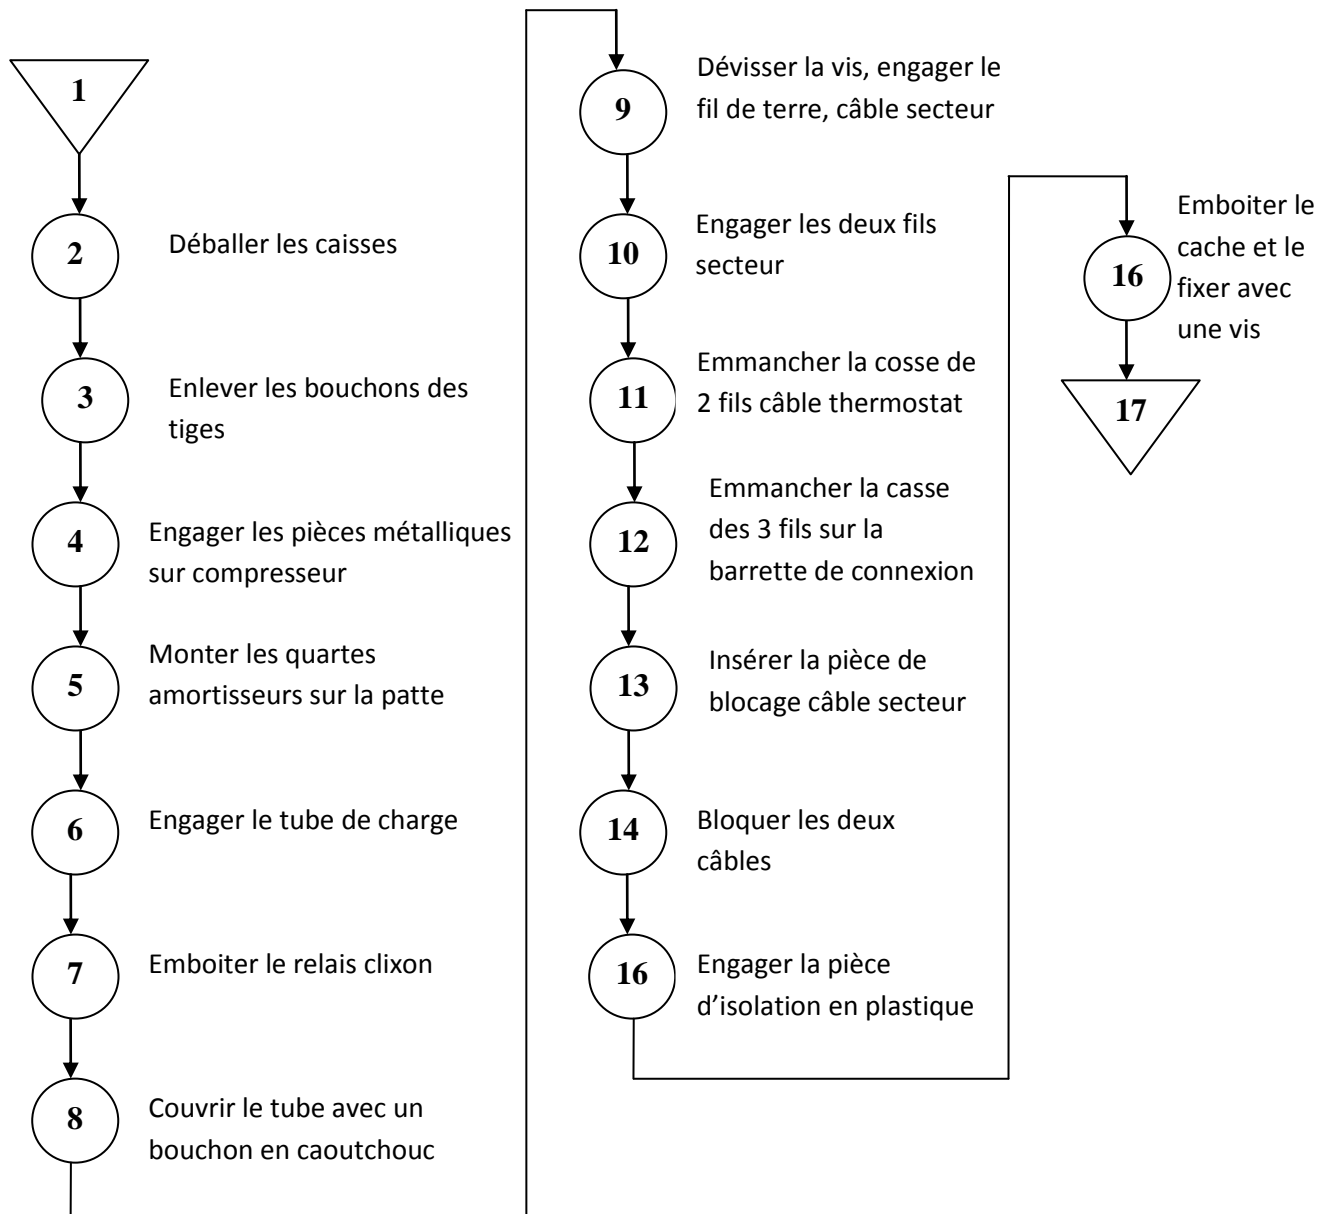 1
2
Déballer les caisses
3
Enlever les bouchons des
tiges
4
Engager les pièces métalliques
sur compresseur
5
Monter les quartes
amortisseurs sur la patte
6
Engager le tube de charge
7
Emboiter le relais clixon
8
Couvrir le tube avec un
bouchon en caoutchouc
9
Dévisser la vis, engager le
fil de terre, câble secteur
10
Engager les deux fils
secteur
11
Emmancher la cosse de
2 fils câble thermostat
12
Emmancher la casse
des 3 fils sur la
barrette de connexion
13
Insérer la pièce de
blocage câble secteur
14
Bloquer les deux
câbles
16
Engager la pièce
d’isolation en plastique
16
Emboiter le
cache et le
fixer avec
une vis
17